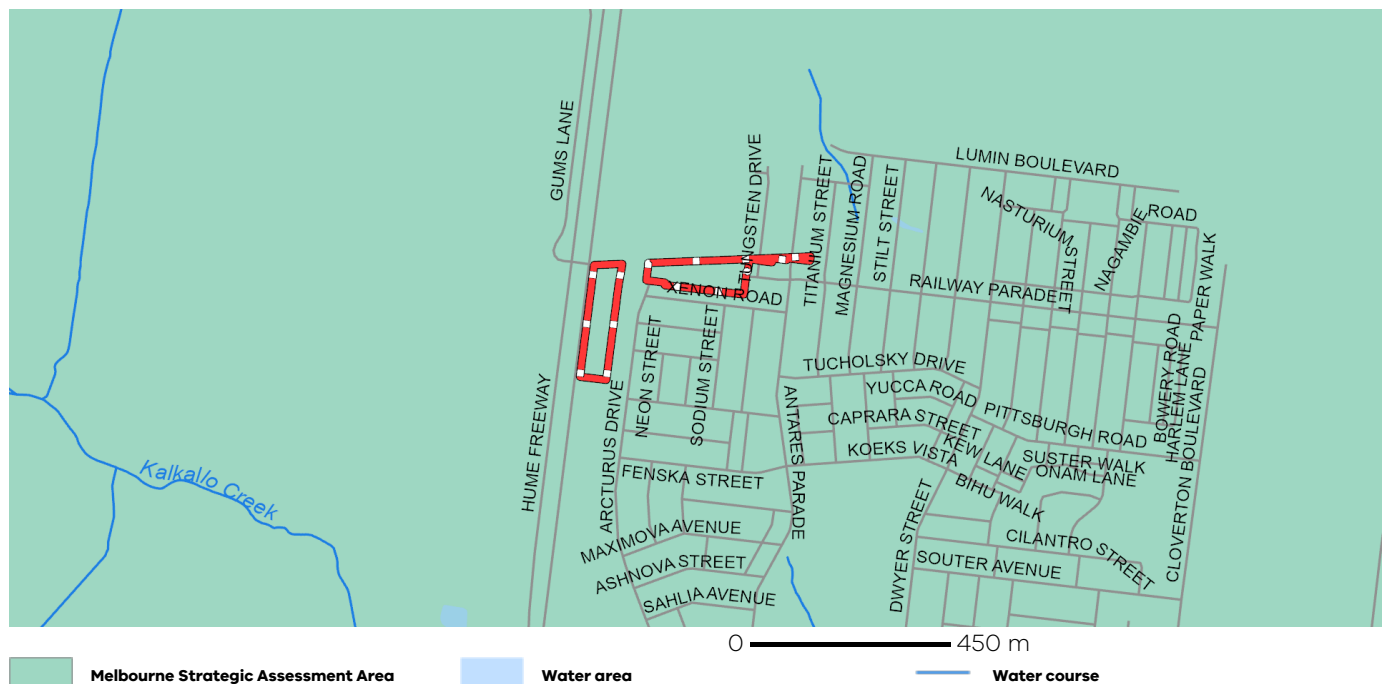 LUMIN BOULEVARD
GUMS LANE
TUNGSTEN DRIVE
TITANIUM STREET
MAGNESIUM ROAD
STILT STREET
NASTURIUM STREET
NAGAMBIE ROAD
PAPER WALK
XENON ROAD
RAILWAY PARADE
NEON STREET
SODIUM STREET
TUCHOLSKY DRIVE
YUCCA ROAD
CAPRARA STREET
PITTSBURGH ROAD
BOWERY ROAD
HARLEM LANE
CLOVERTON BOULEVARD
HUME FREEWAY
ARCTURUS DRIVE
ANTARES PARADE
KOEKS VISTA
KEW LANE
SUSTER WALK
ONAM LANE
Kalkallo Creek
FENSKA STREET
BIHU WALK
DWYER STREET
MAXIMOVA AVENUE
CILANTRO STREET
ASHNOVA STREET
SOUTER AVENUE
SAHLIA AVENUE
0 450 m
Melbourne Strategic Assessment Area
Water area
Water course